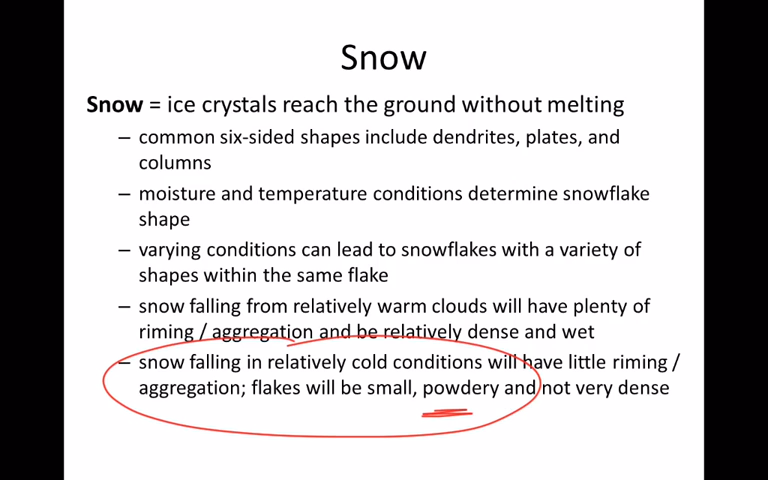 Snow
Snow = ice crystals reach the ground without melting
– common six-sided shapes include dendrites, plates, and
columns
– moisture and temperature conditions determine snowflake
shape
– varying conditions can lead to snowflakes with a variety of
shapes within the same flake
– snow falling from relatively warm clouds will have plenty of
riming / aggregation and be relatively dense and wet
– snow falling in relatively cold conditions will have little riming /
aggregation; flakes will be small, powdery and not very dense